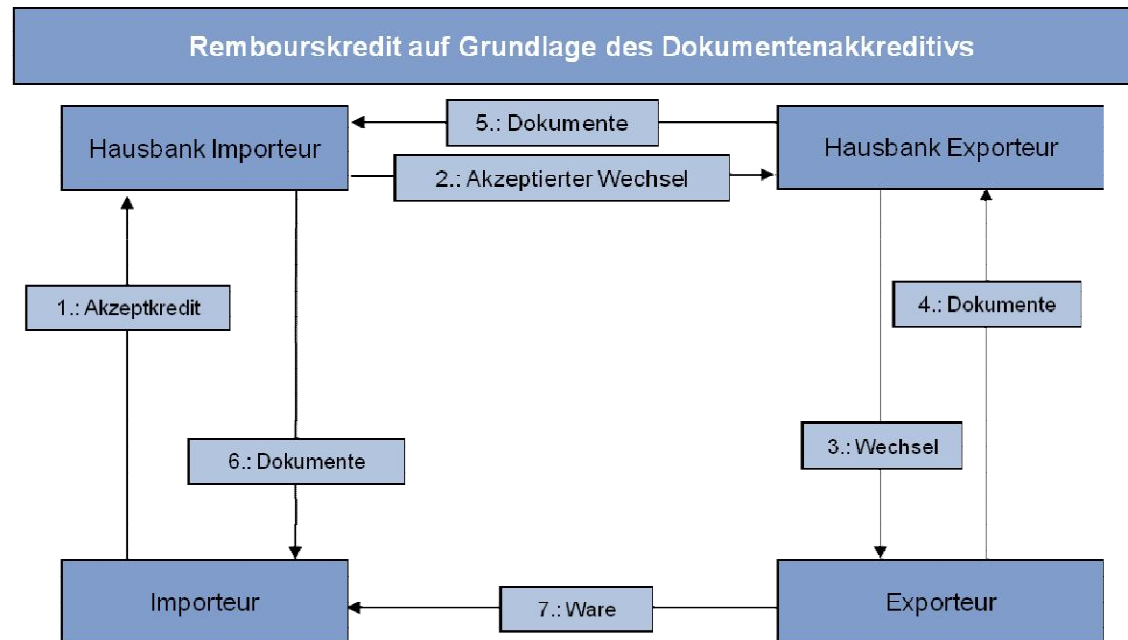 Rembourskredit auf Grundlage des Dokumentenakkreditivs
5.: Dokumente
Hausbank Importeur
Hausbank Exporteur
2.: Akzeptierter Wechsel
1.: Akzeptkredit
4.: Dokumente
3.: Wechsel
6.: Dokumente
Importeur
7.: Ware
Exporteur